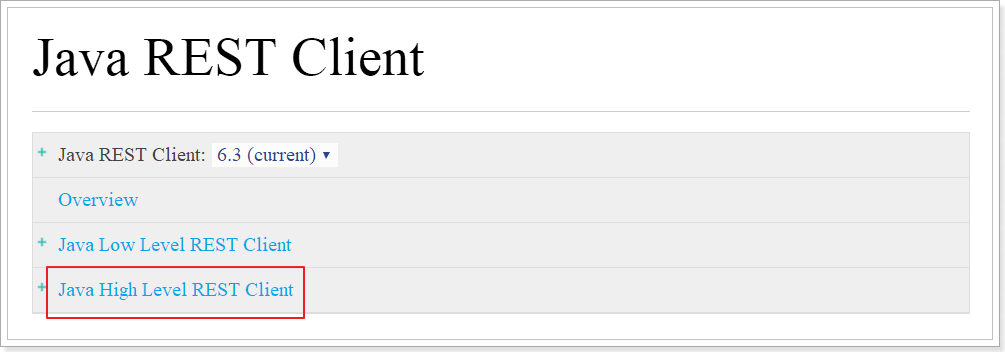 Java REST Client
+ Java REST Client: 6.3 (current) ▾
Overview
+ Java Low Level REST Client
+ Java High Level REST Client